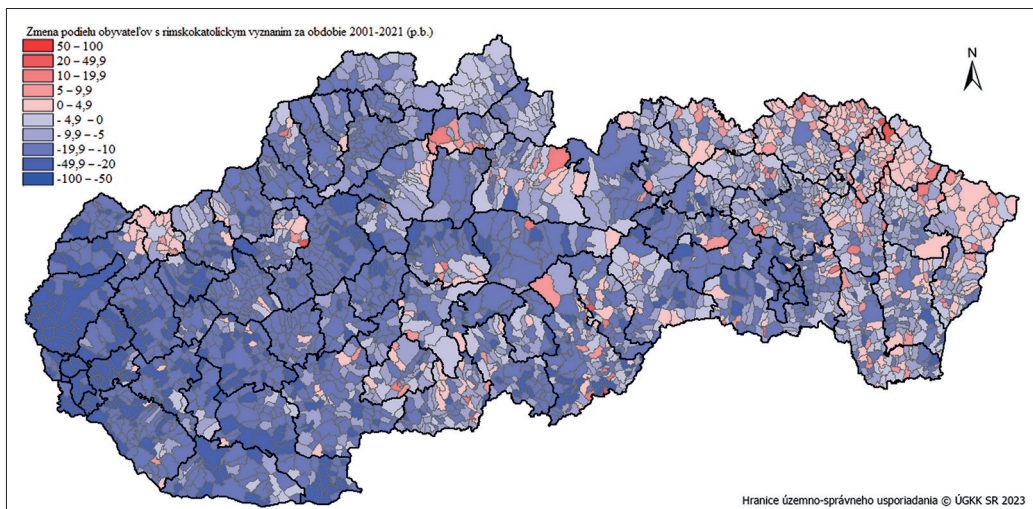 Zmena podielu obyvateľov s rímskokatolíckym vyznaním za obdobie 2001-2021 (p.b.)
50 – 100
20 – 49,9
10 – 19,9
5 – 9,9
0 – 4,9
- 4,9 – 0
- 9,9 – -5
-19,9 – -10
-49,9 – -20
-100 – -50
N
Hranice územno-správneho usporiadania © ÚGKK SR 2023